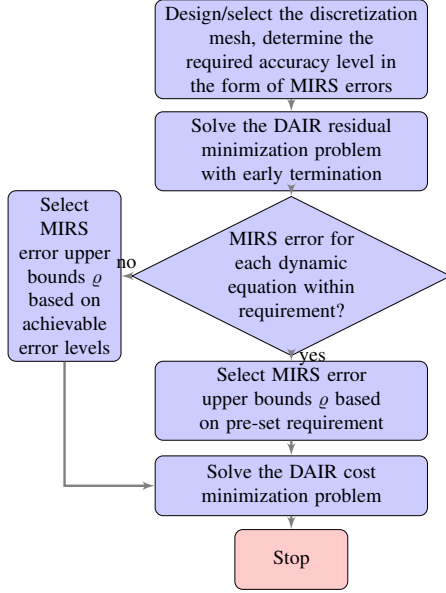 Design/select the discretization
mesh, determine the
required accuracy level in
the form of MIRS errors
Solve the DAIR residual
minimization problem
with early termination
Select
MIRS
error upper
bounds ϱ
based on
achievable
error levels
no
MIRS error for
each dynamic
equation within
requirement?
yes
Select MIRS error
upper bounds ϱ based
on pre-set requirement
Solve the DAIR cost
minimization problem
Stop